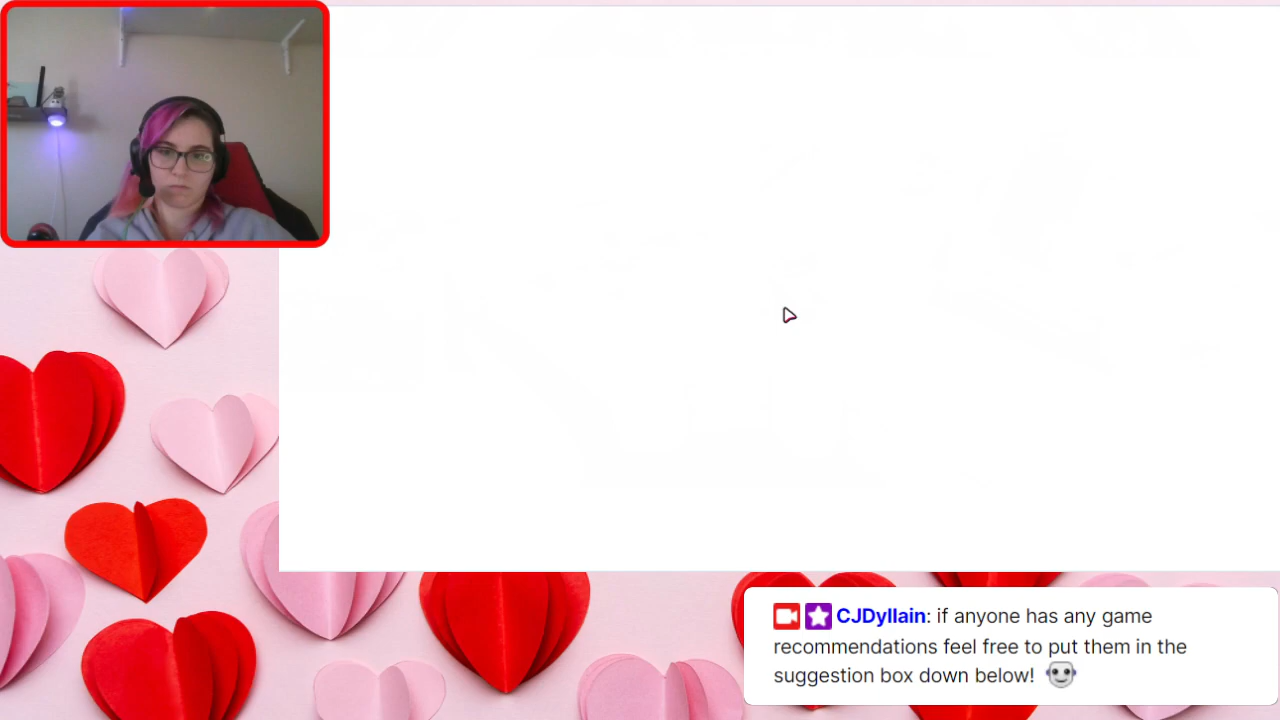 CJDyllain: if anyone has any game
recommendations feel free to put them in the
suggestion box down below!